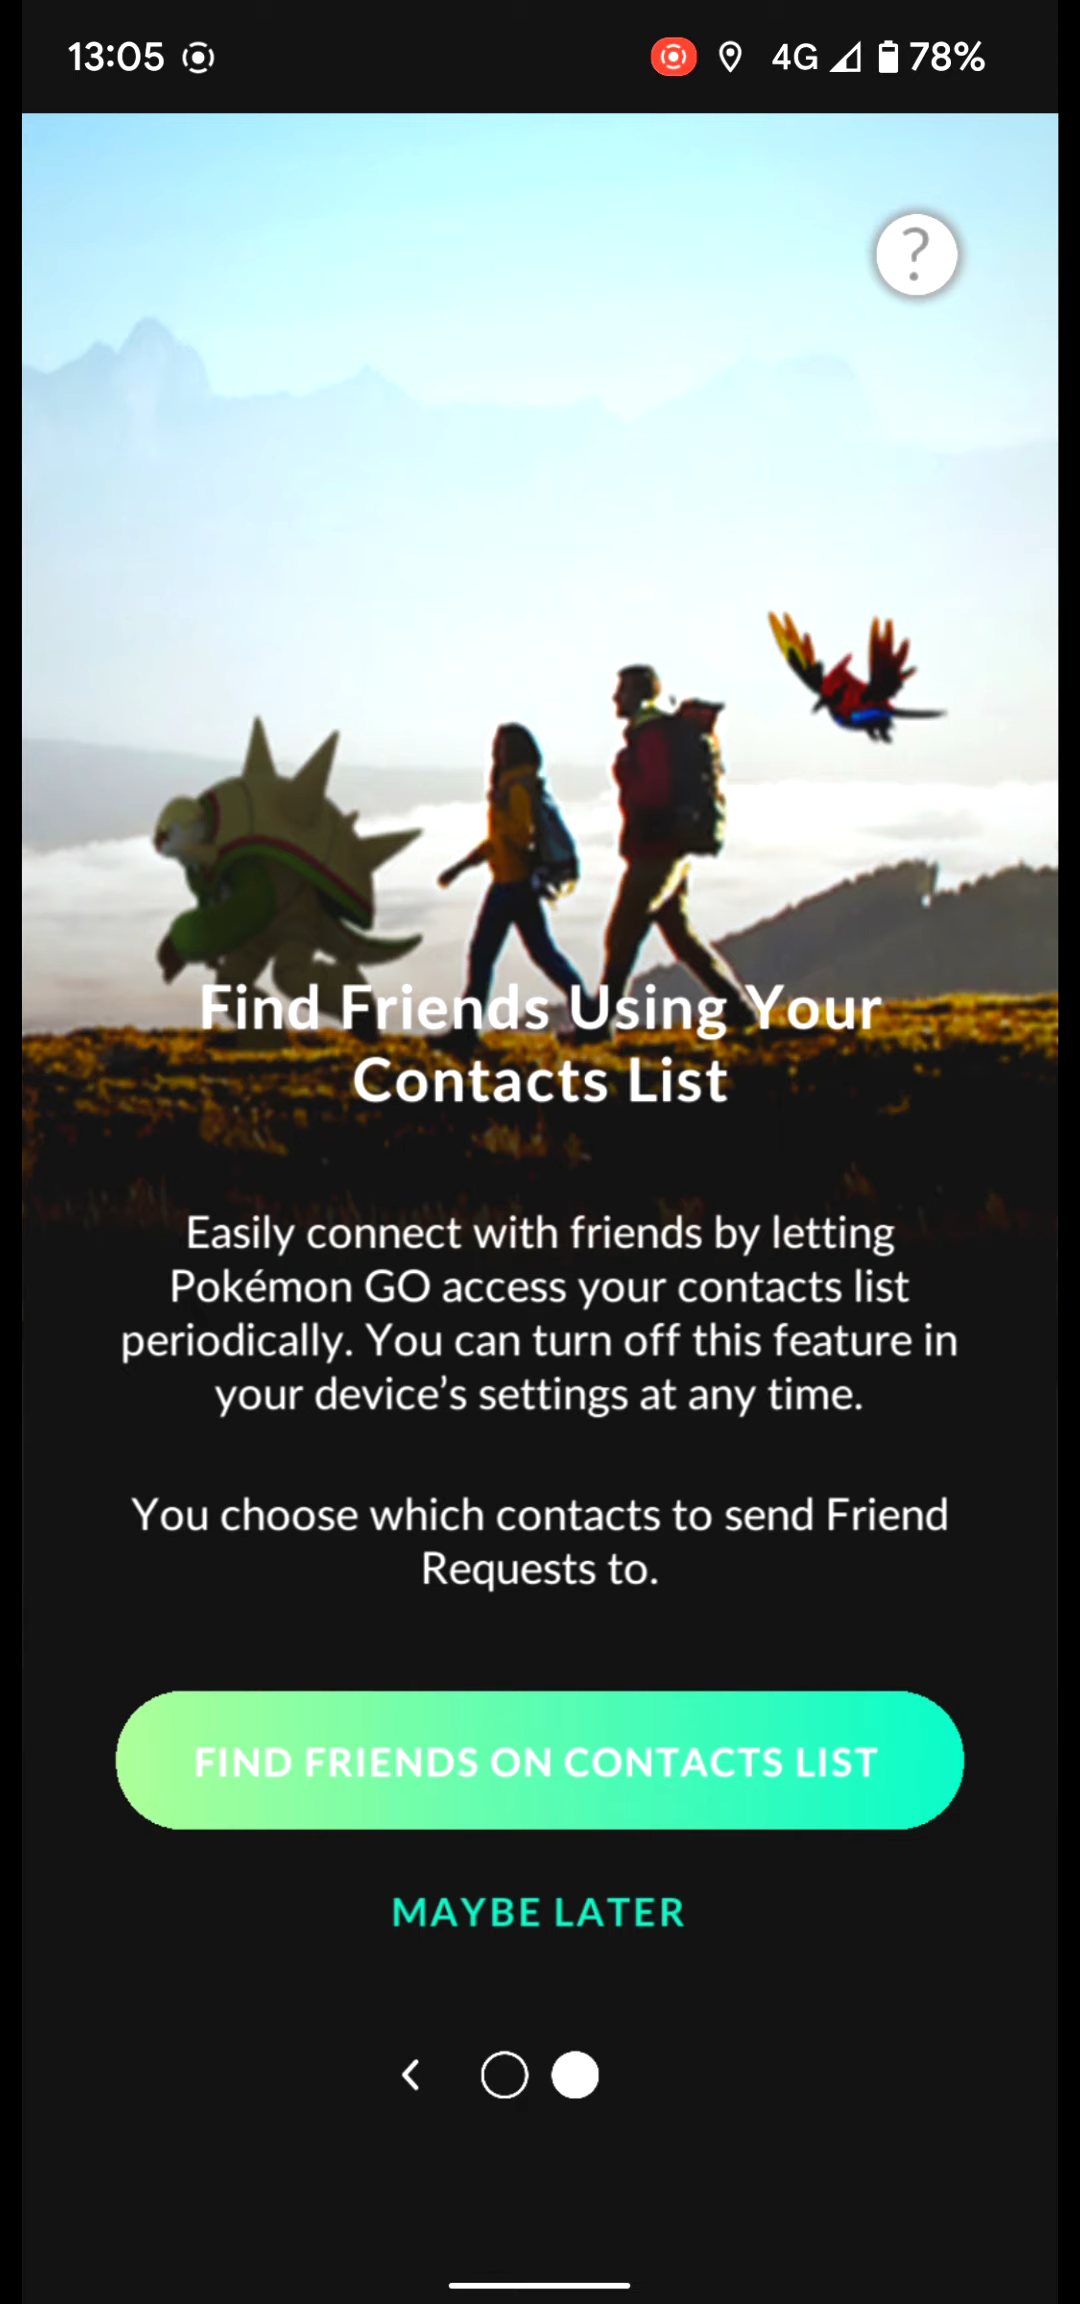 13:05 4G 78%
?
Find Friends Using Your
Contacts List
Easily connect with friends by letting
Pokémon GO access your contacts list
periodically. You can turn off this feature in
your device’s settings at any time.
You choose which contacts to send Friend
Requests to.
FIND FRIENDS ON CONTACTS LIST
MAYBE LATER